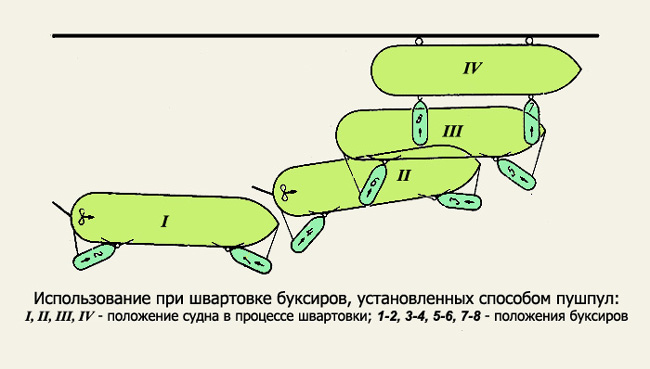 IV
III
8
7
II
6
5
I
4
3
2
1
Использование при швартовке буксиров, установленных способом пушпул:
I, II, III, IV - положение судна в процессе швартовки; 1-2, 3-4, 5-6, 7-8 - положения буксиров